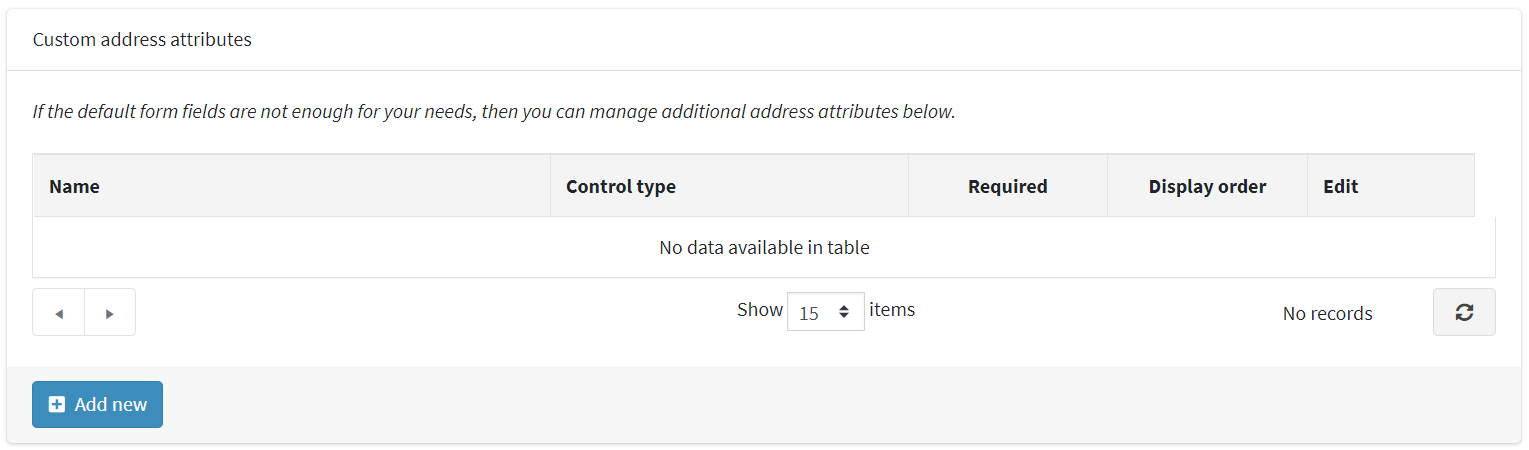 Custom address attributes
If the default form fields are not enough for your needs, then you can manage additional address attributes below.
Name Control type Required Display order Edit
No data available in table
Show 15 items No records
Add new